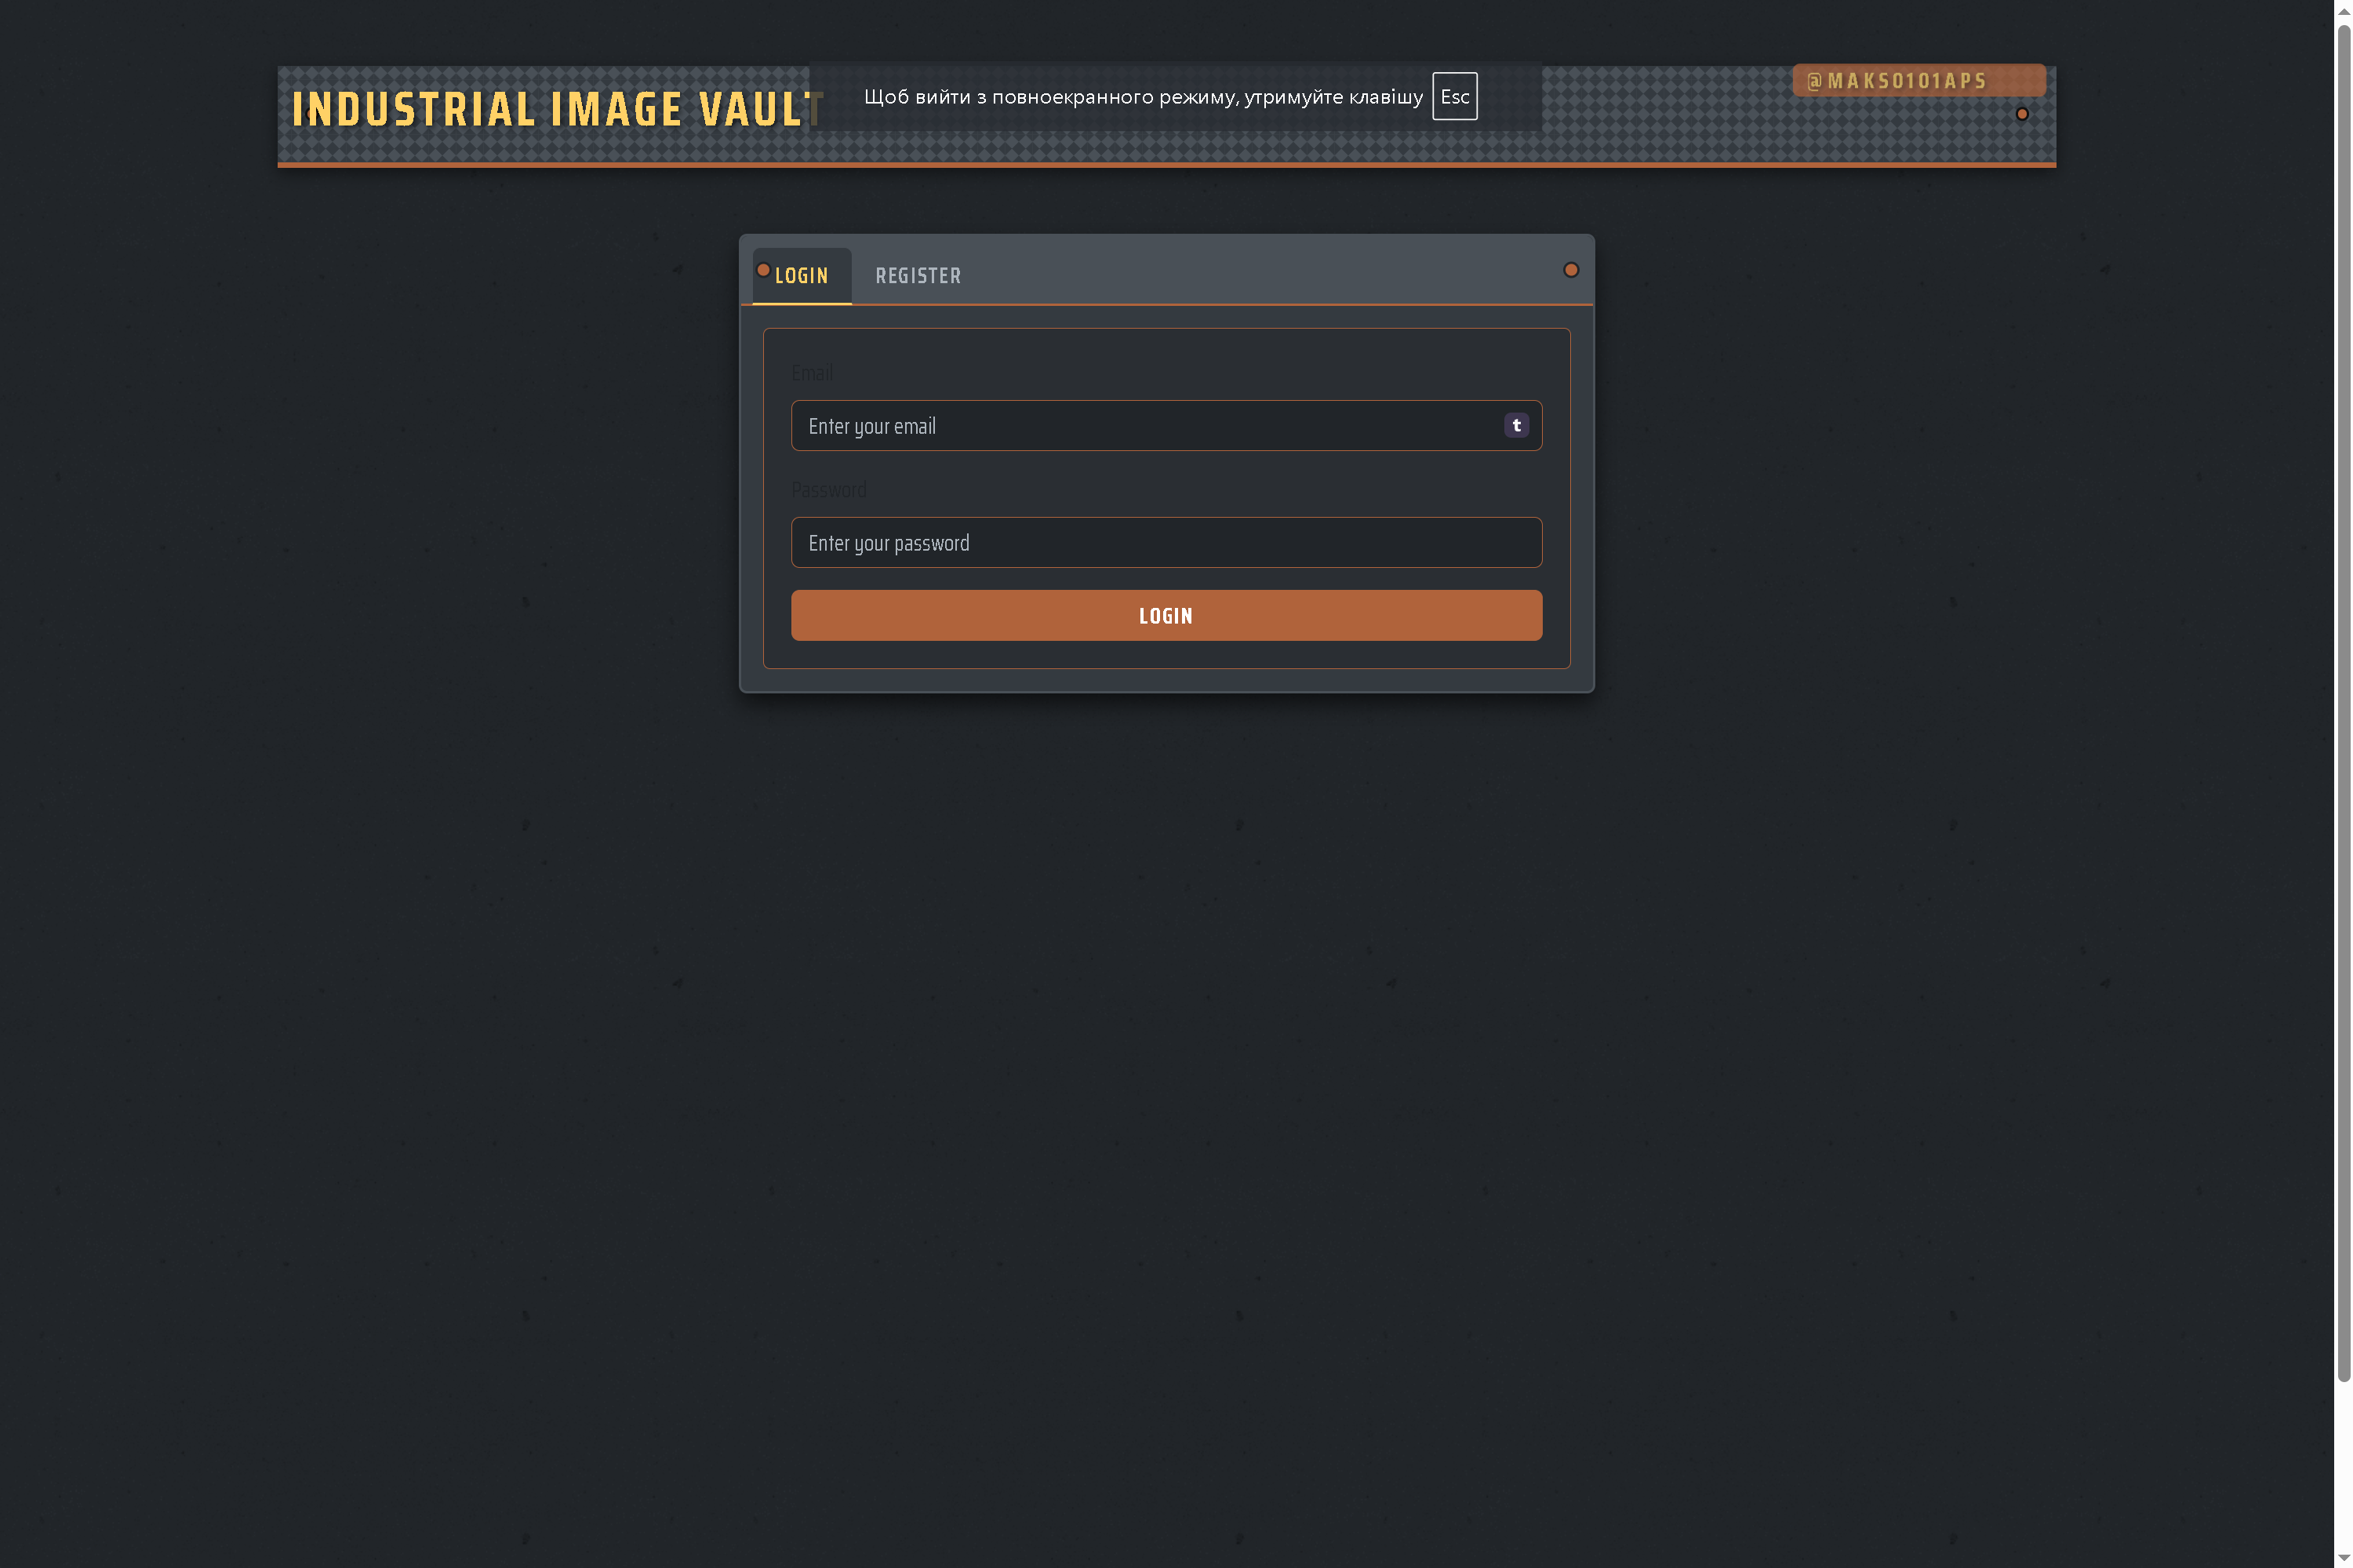 INDUSTRIAL IMAGE VAULT
Щоб вийти з повноекранного режиму, утримуйте клавішу Esc
@MAKS0101APS
LOGIN REGISTER
Email
Enter your email
t
Password
Enter your password
LOGIN